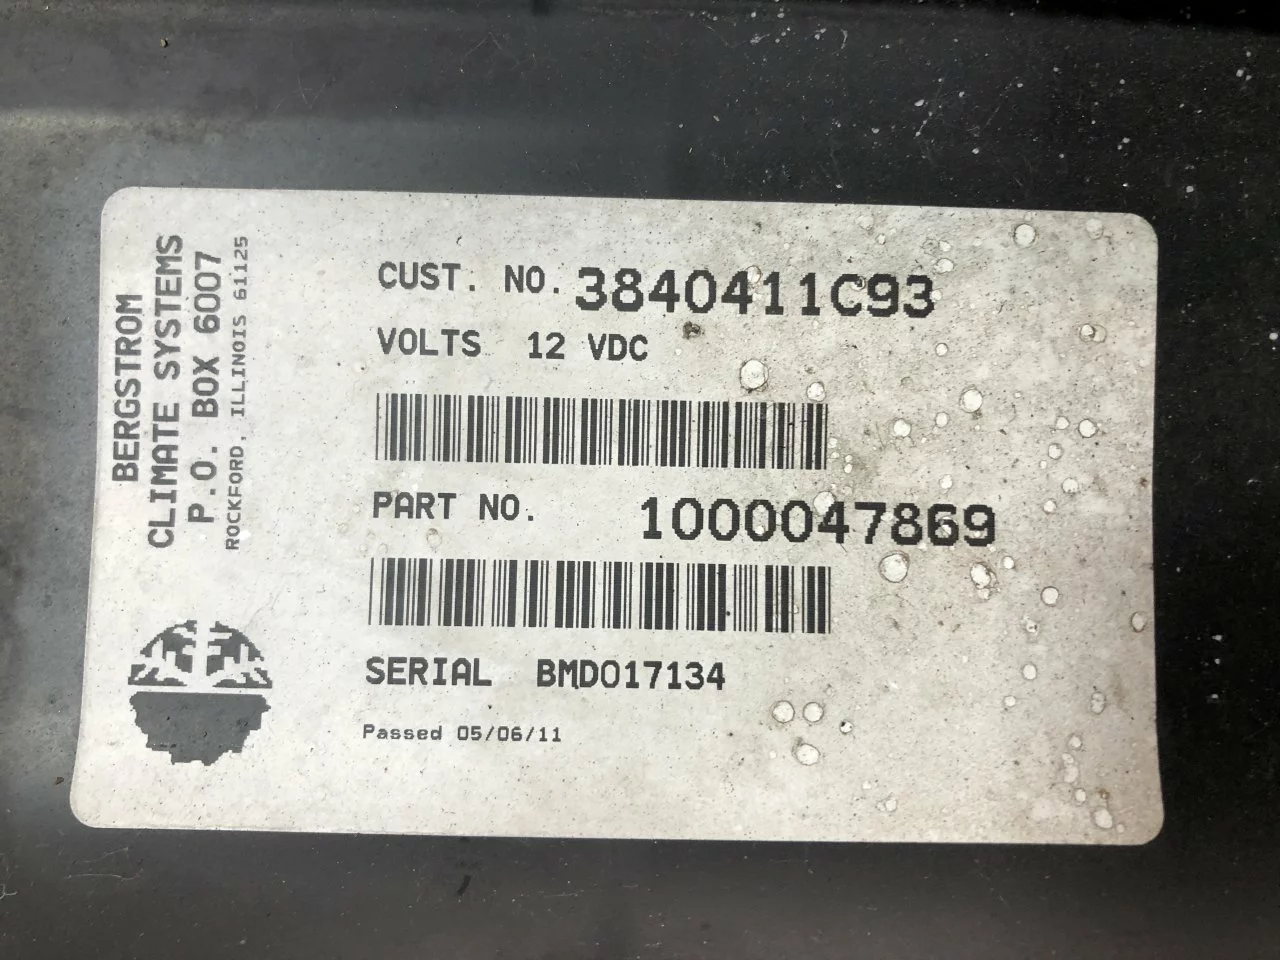 BERGSTROM
CLIMATE SYSTEMS
P.O. BOX 6007
ROCKFORD, ILLINOIS 61125
CUST. NO. 3840411C93
VOLTS 12 VDC
PART NO. 1000047869
SERIAL BMD017134
Passed 05/06/11